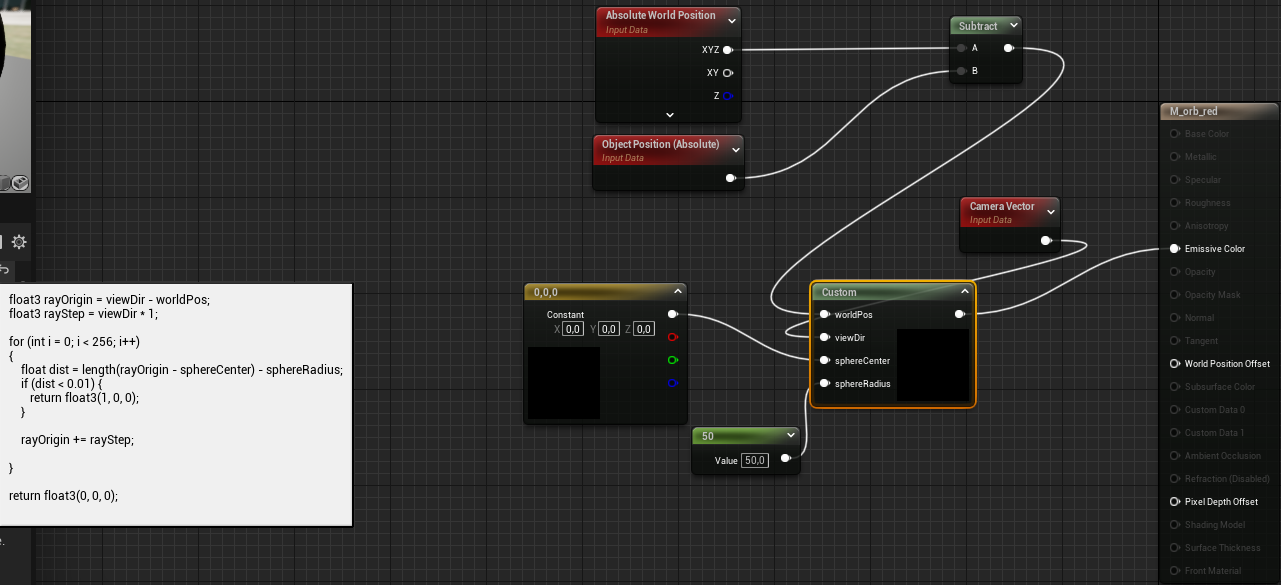 Absolute World Position
Input Data
XYZ
XY
Z
Subtract
A
B
Object Position (Absolute)
Input Data
Camera Vector
Input Data
0,0,0
Constant
X 0,0 Y 0,0 Z 0,0
Custom
worldPos
viewDir
sphereCenter
sphereRadius
50
Value 50,0
M_orb_red
Base Color
Metallic
Specular
Roughness
Anisotropy
Emissive Color
Opacity
Opacity Mask
Normal
Tangent
World Position Offset
Subsurface Color
Custom Data 0
Custom Data 1
Ambient Occlusion
Refraction (Disabled)
Pixel Depth Offset
Shading Model
Surface Thickness
Front Material
float3 rayOrigin = viewDir - worldPos;
float3 rayStep = viewDir * 1;
for (int i = 0; i < 256; i++)
{
float dist = length(rayOrigin - sphereCenter) - sphereRadius;
if (dist < 0.01) {
return float3(1, 0, 0);
}
rayOrigin += rayStep;
}
return float3(0, 0, 0);
e.